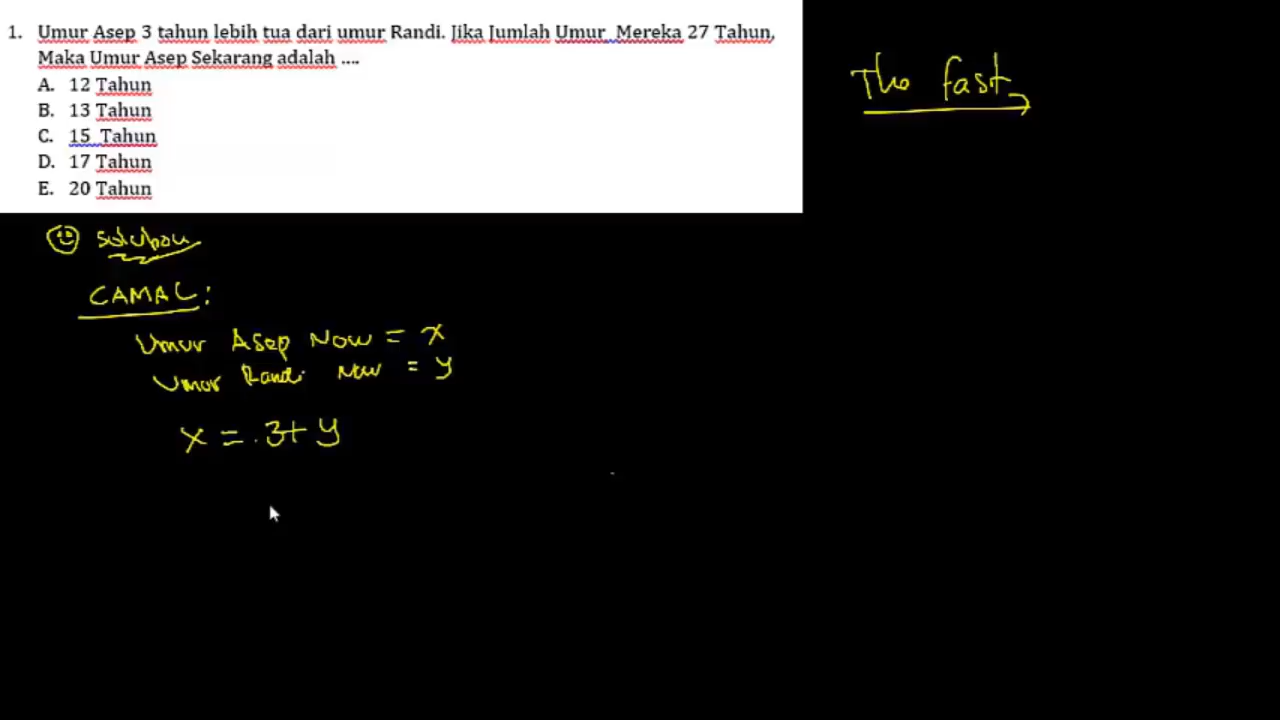 1. Umur Asep 3 tahun lebih tua dari umur Randi. Jika Jumlah Umur Mereka 27 Tahun,
Maka Umur Asep Sekarang adalah ....
A. 12 Tahun
B. 13 Tahun
C. 15 Tahun
D. 17 Tahun
E. 20 Tahun
The fast
CAMAC:
Umur Asep Now = x
Umur Randi New = y
x = 3+ y